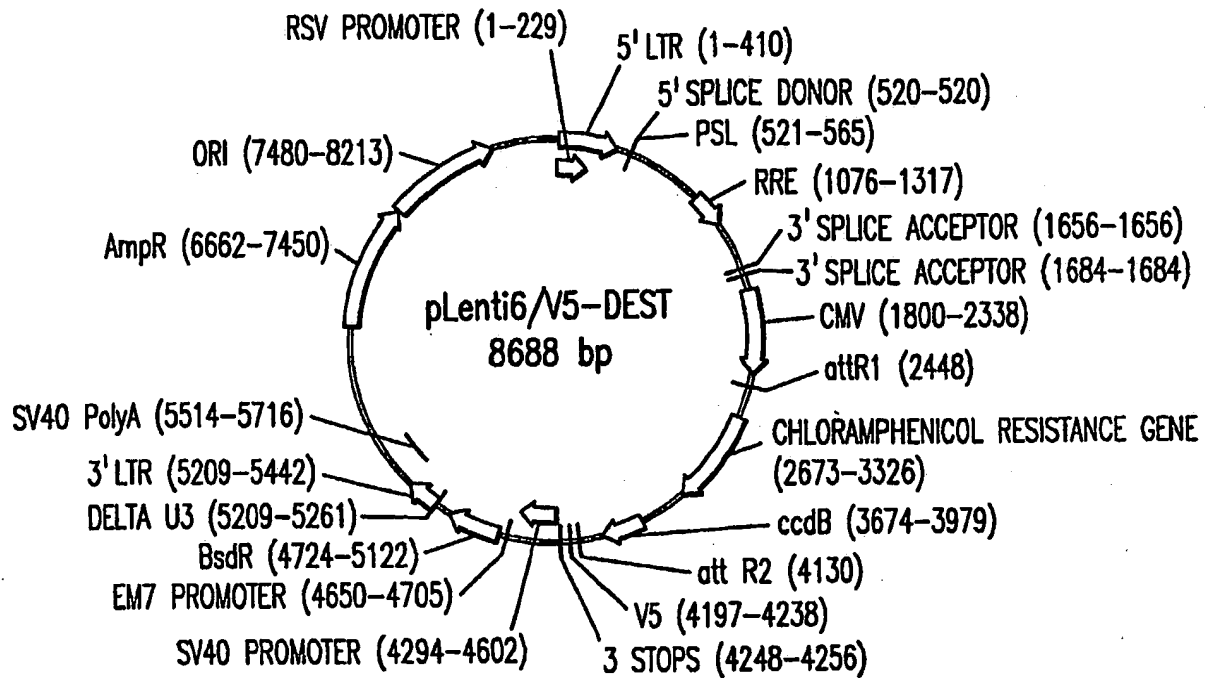 RSV PROMOTER (1-229)
5' LTR (1-410)
5' SPLICE DONOR (520-520)
PSL (521-565)
RRE (1076-1317)
3' SPLICE ACCEPTOR (1656-1656)
3' SPLICE ACCEPTOR (1684-1684)
CMV (1800-2338)
attR1 (2448)
CHLORAMPHENICOL RESISTANCE GENE
(2673-3326)
ccdB (3674-3979)
att R2 (4130)
V5 (4197-4238)
3 STOPS (4248-4256)
SV40 PROMOTER (4294-4602)
EM7 PROMOTER (4650-4705)
BsdR (4724-5122)
DELTA U3 (5209-5261)
3' LTR (5209-5442)
SV40 PolyA (5514-5716)
AmpR (6662-7450)
ORI (7480-8213)
pLenti6/V5-DEST
8688 bp